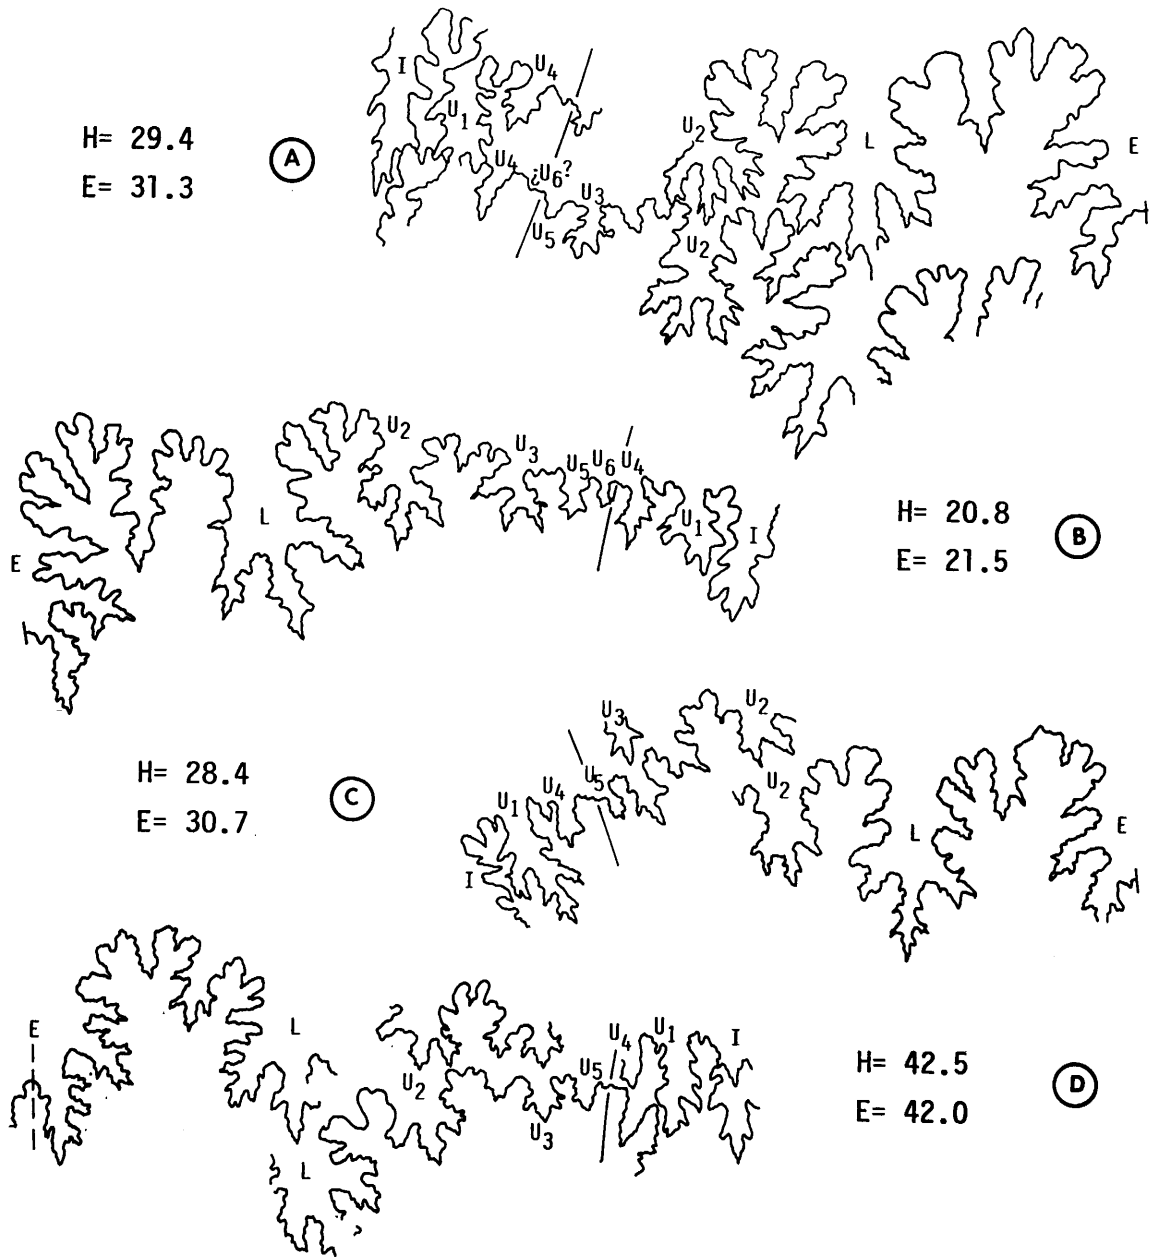 I
U4
U1
H= 29.4
A
E= 31.3
U2
L
E
U4
¿U6?
U3
U5
U2
U2
U3
U5 U6 U4
L
U1
I
E
H= 20.8
B
E= 21.5
U3
U2
H= 28.4
C
E= 30.7
U5
U4
U1
U2
L
E
I
E
L
U4
U1
I
U5
U2
U3
L
H= 42.5
D
E= 42.0